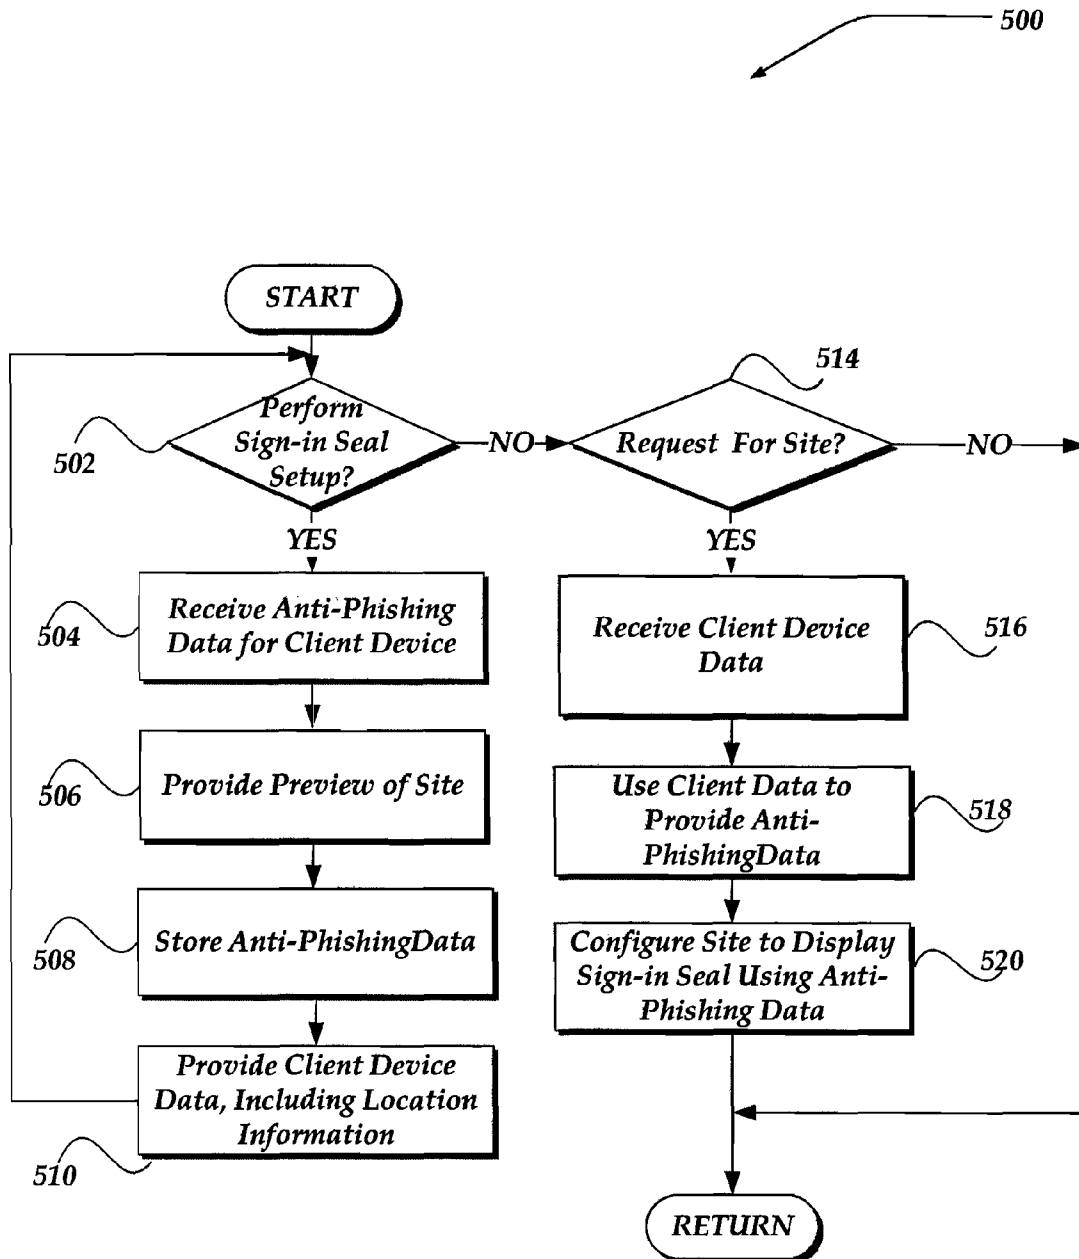 500
START
514
Perform
Sign-in Seal
Setup?
NO
Request For Site?
NO
502
YES
YES
Receive Anti-Phishing
Data for Client Device
504
Receive Client Device
Data
516
Provide Preview of Site
506
Use Client Data to
Provide Anti-
PhishingData
518
Store Anti-PhishingData
508
Configure Site to Display
Sign-in Seal Using Anti-
Phishing Data
520
Provide Client Device
Data, Including Location
Information
510
RETURN